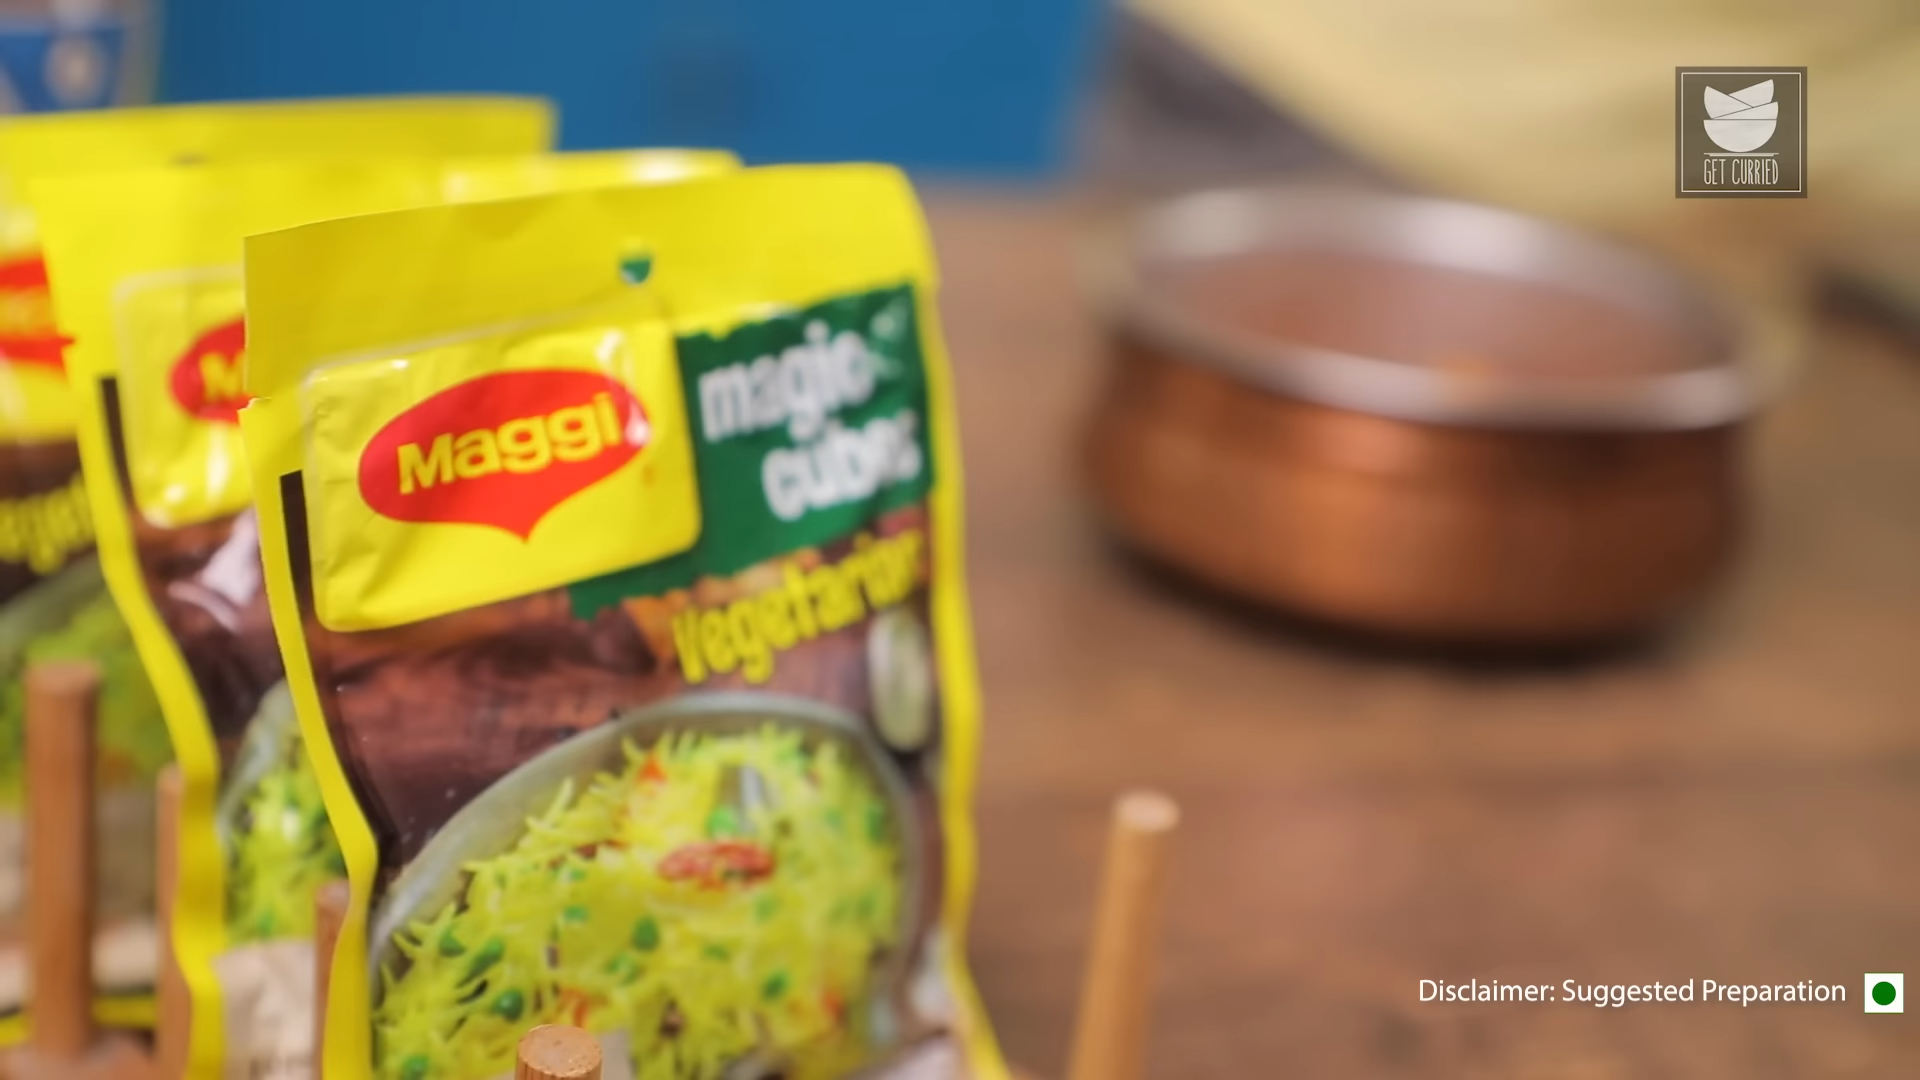 GET CURRIED
Maggi
magic
cubes
Vegetarian
Disclaimer: Suggested Preparation